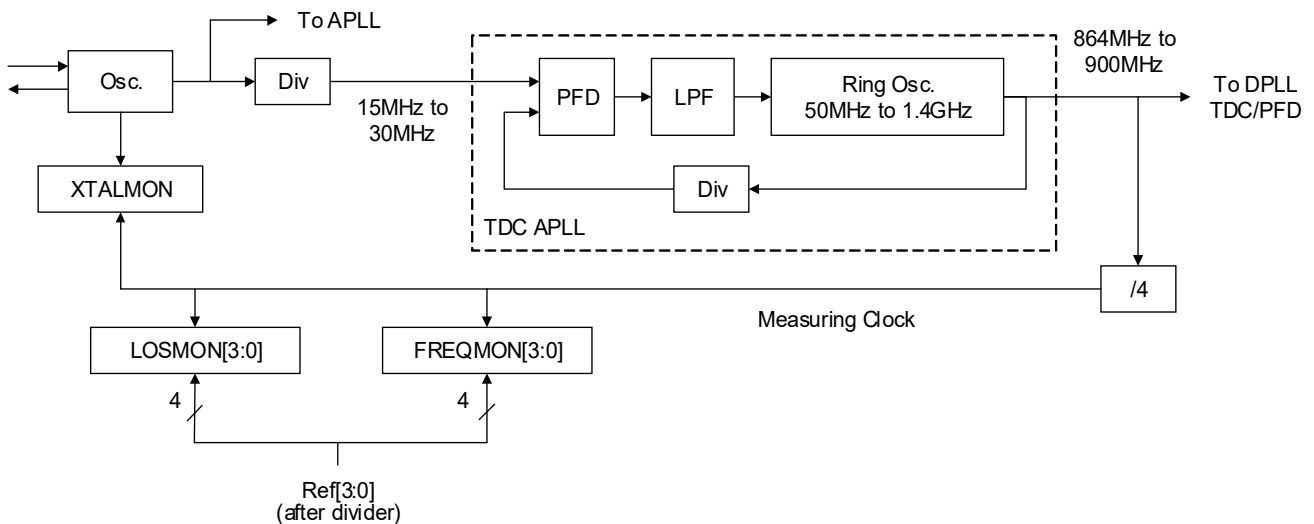 To APLL
Osc.
Div
15MHz to
30MHz
PFD
LPF
Ring Osc.
50MHz to 1.4GHz
864MHz to
900MHz
To DPLL
TDC/PFD
XTALMON
Div
TDC APLL
/4
Measuring Clock
LOSMON[3:0]
FREQMON[3:0]
4
4
Ref[3:0]
(after divider)